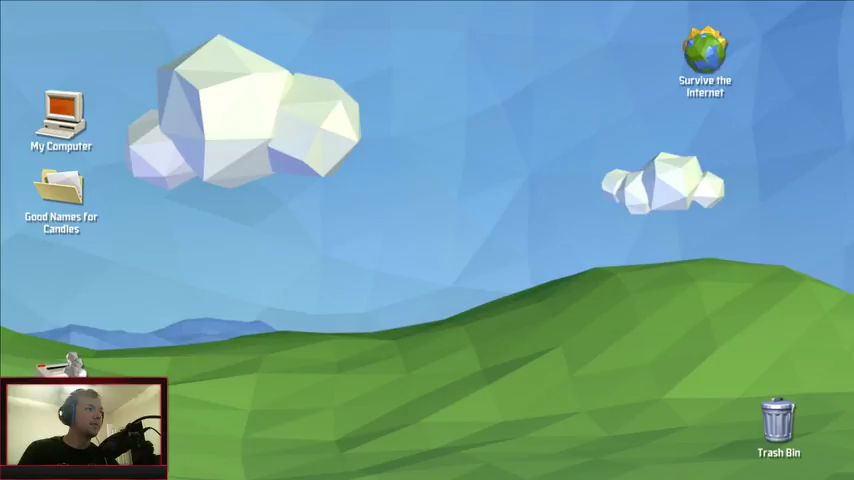 Survive the
Internet
My Computer
Good Names for
Candles
Trash Bin